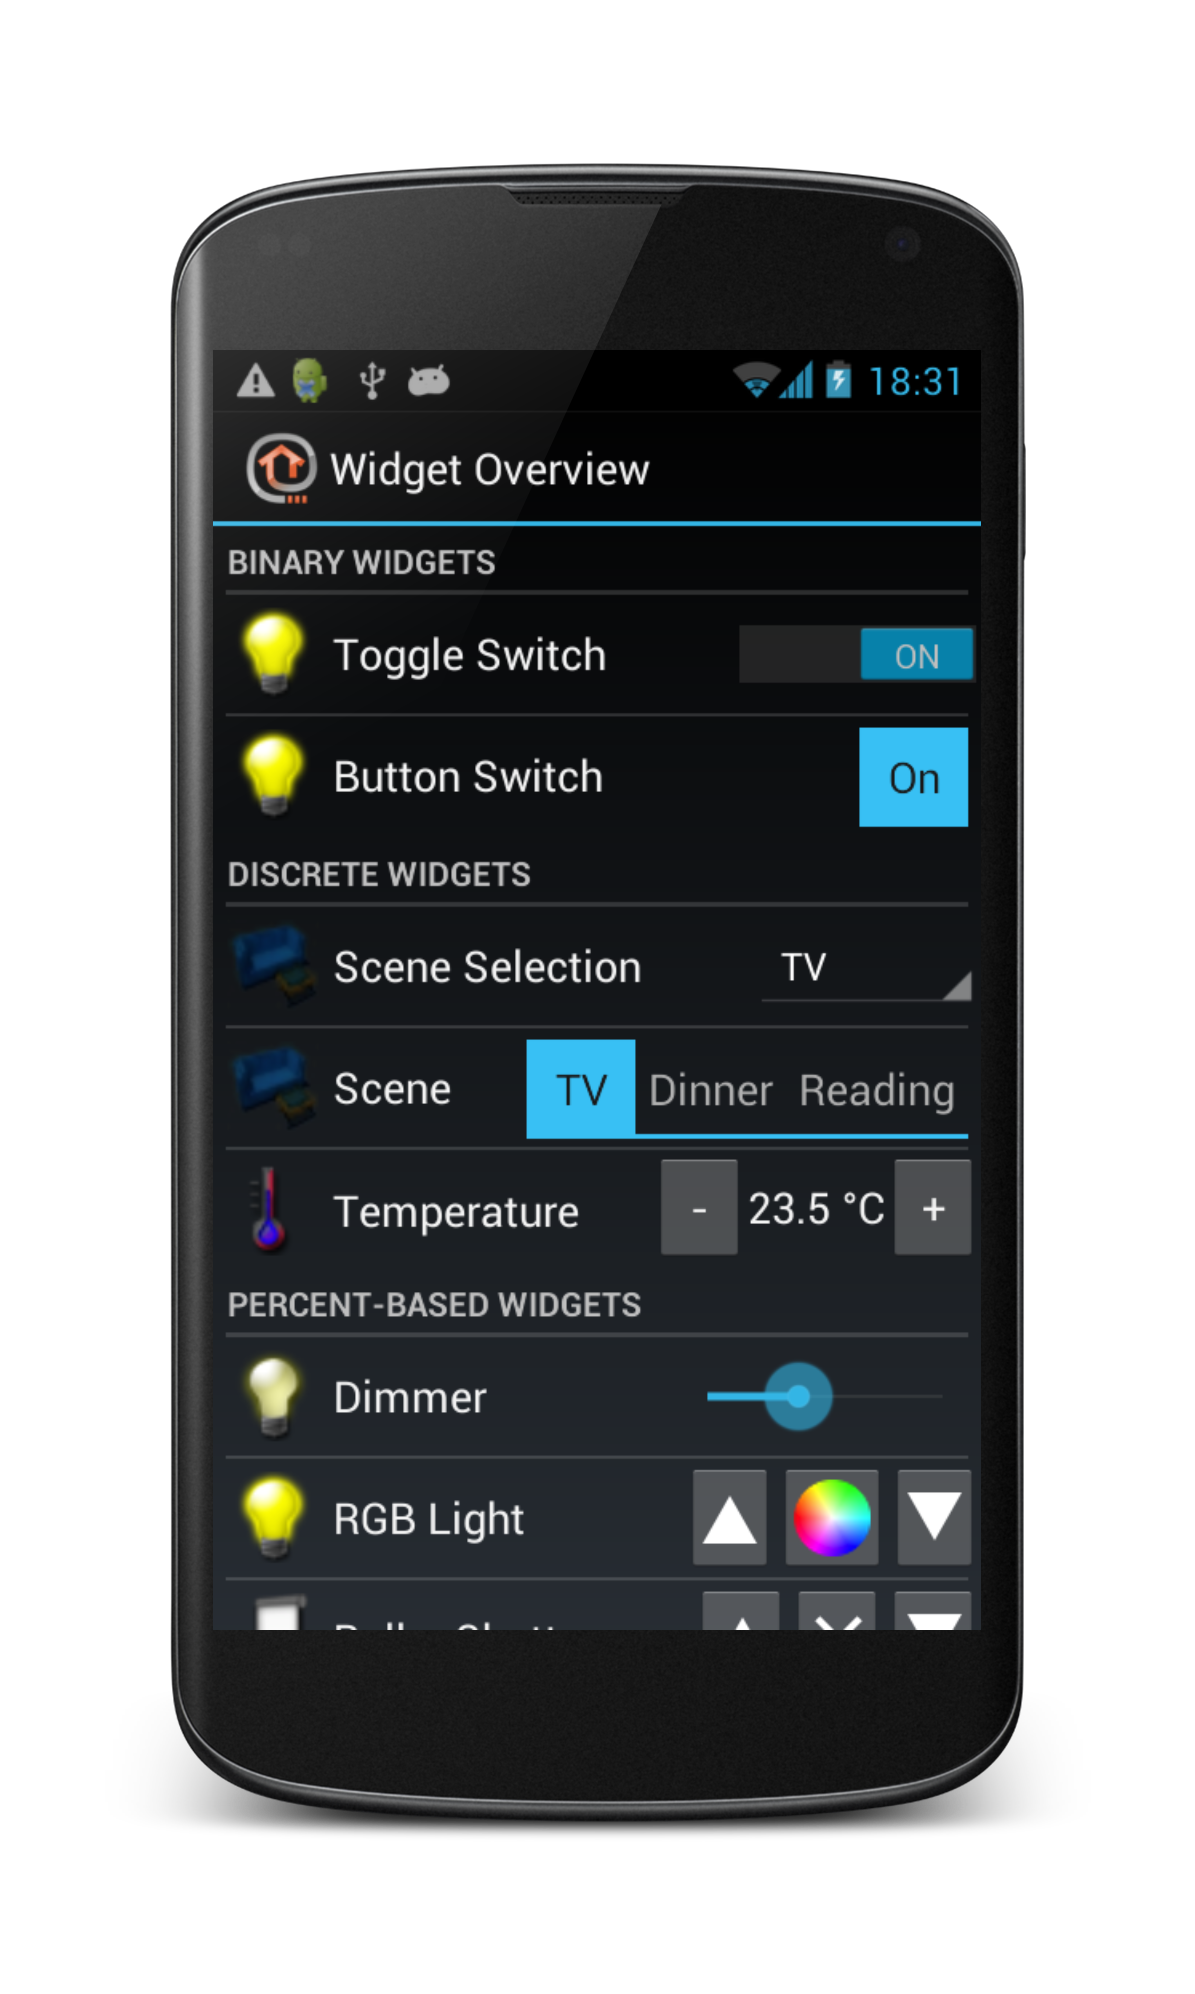 18:31
Widget Overview
BINARY WIDGETS
Toggle Switch ON
Button Switch On
DISCRETE WIDGETS
Scene Selection TV
Scene TV Dinner Reading
Temperature - 23.5 °C +
PERCENT-BASED WIDGETS
Dimmer
RGB Light